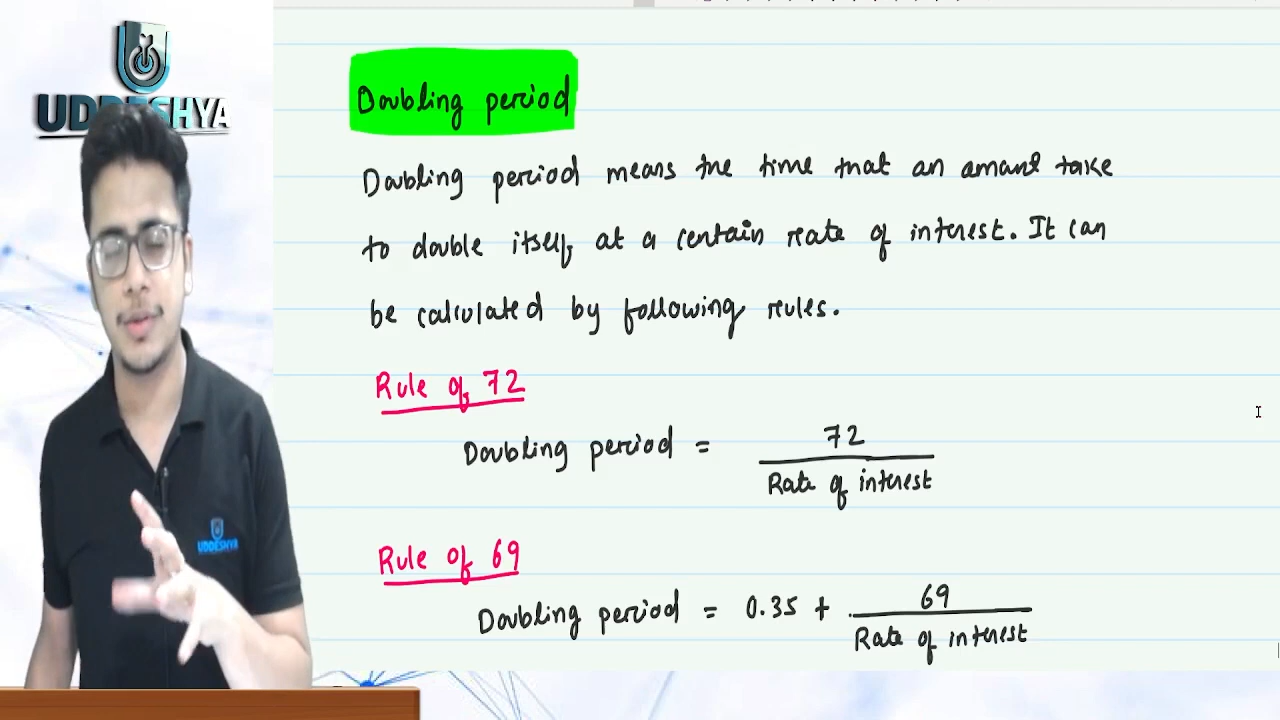 UDDESHYA
Doubling period
Doubling period means the time that an amount take
to double itself at a certain rate of interest. It can
be calculated by following rules.
Rule of 72
Doubling period = 72 / Rate of interest
UDDESHYA
Rule of 69
Doubling period = 0.35 + 69 / Rate of interest